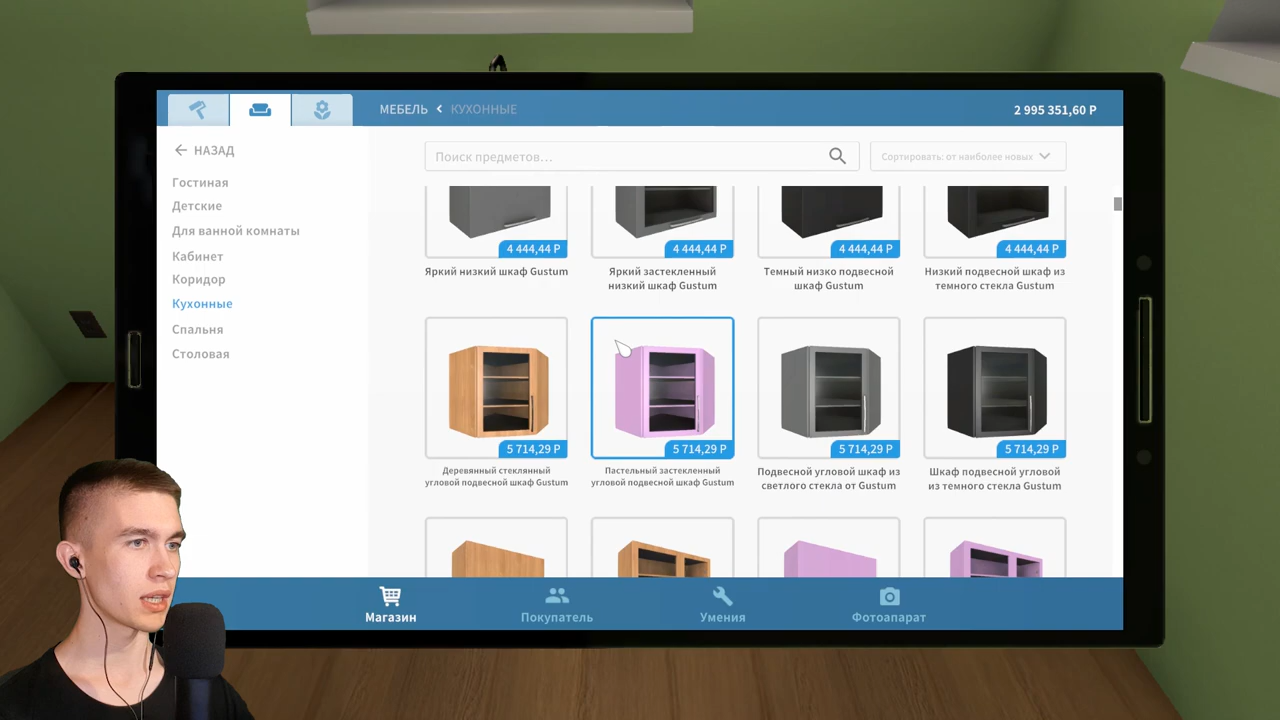 МЕБЕЛЬ < КУХОННЫЕ
2 995 351,60 Р
← НАЗАД
Поиск предметов...
Сортировать: от наиболее новых
Гостиная
Детские
Для ванной комнаты
Кабинет
Коридор
Кухонные
Спальня
Столовая
4 444,44 Р
4 444,44 Р
4 444,44 Р
4 444,44 Р
Яркий низкий шкаф Gustum
Яркий застекленный
низкий шкаф Gustum
Темный низко подвесной
шкаф Gustum
Низкий подвесной шкаф из
темного стекла Gustum
5 714,29 Р
5 714,29 Р
5 714,29 Р
5 714,29 Р
Деревянный стеклянный
угловой подвесной шкаф Gustum
Пастельный застекленный
угловой подвесной шкаф Gustum
Подвесной угловой шкаф из
светлого стекла от Gustum
Шкаф подвесной угловой
из темного стекла Gustum
Магазин
Покупатель
Умения
Фотоаппарат